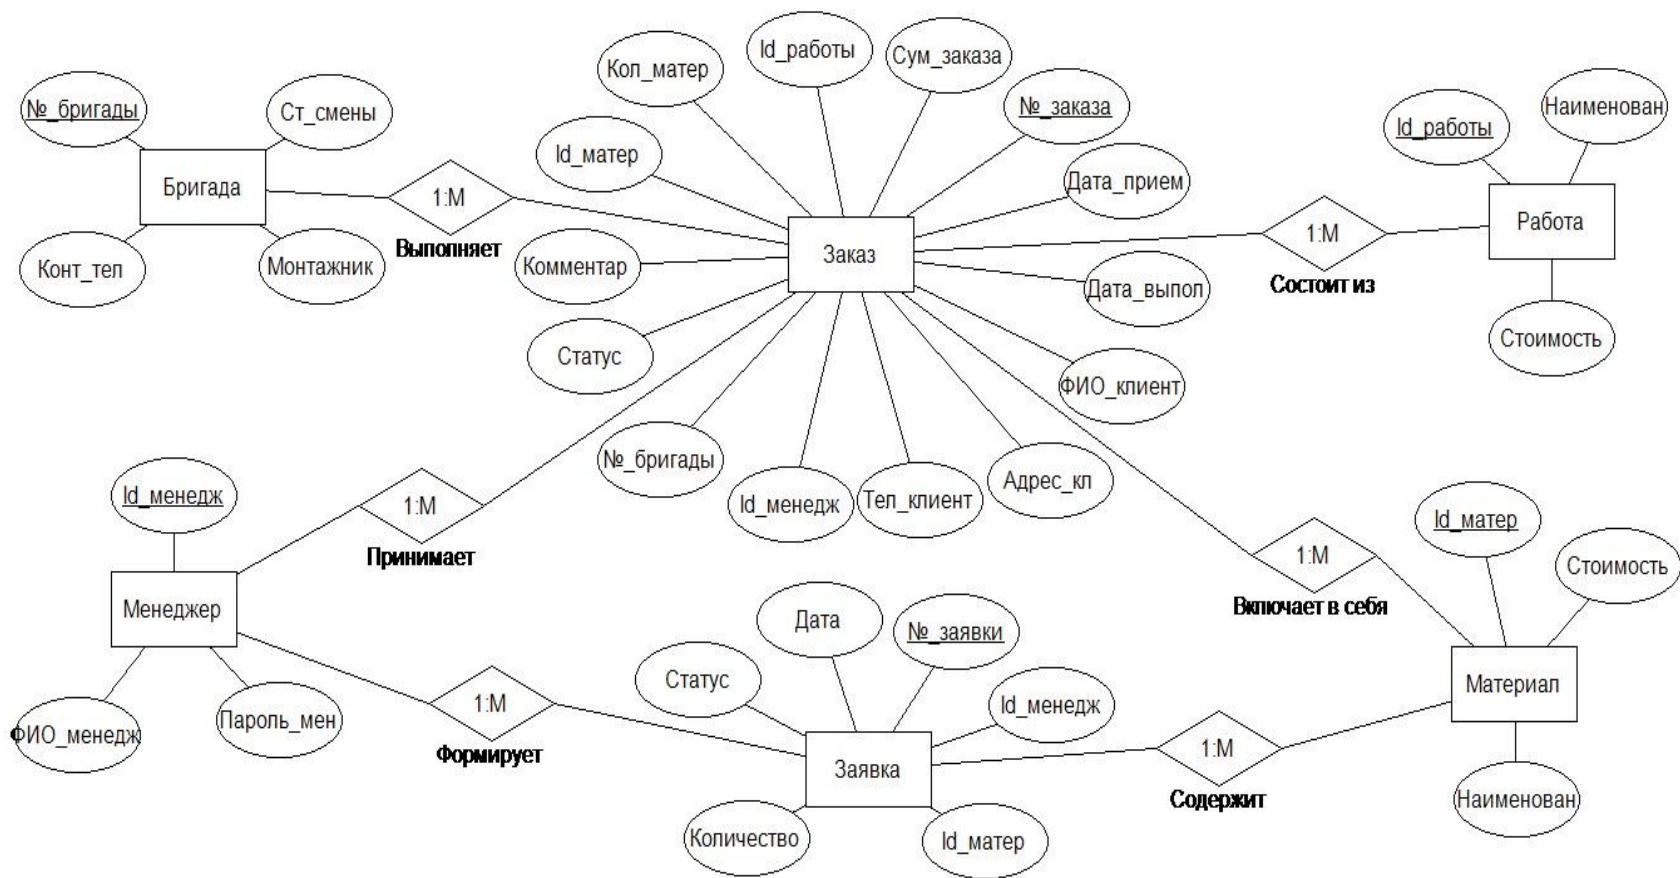 Id_работы
Сум_заказа
Кол_матер
№_бригады
Ст_смены
№_заказа
Наименован
Id_работы
Id_матер
Бригада
1:M
Выполняет
Дата_прием
Заказ
1:M
Состоит из
Работа
Конт_тел
Монтажник
Комментар
Дата_выпол
Статус
Стоимость
ФИО_клиент
№_бригады
Id_менедж
Тел_клиент
Адрес_кл
Id_менедж
1:M
Принимает
Id_матер
Стоимость
1:M
Включает в себя
Менеджер
Дата
№_заявки
Статус
Id_менедж
Материал
ФИО_менедж
Пароль_мен
1:M
Формирует
Заявка
1:M
Содержит
Наименован
Количество
Id_матер